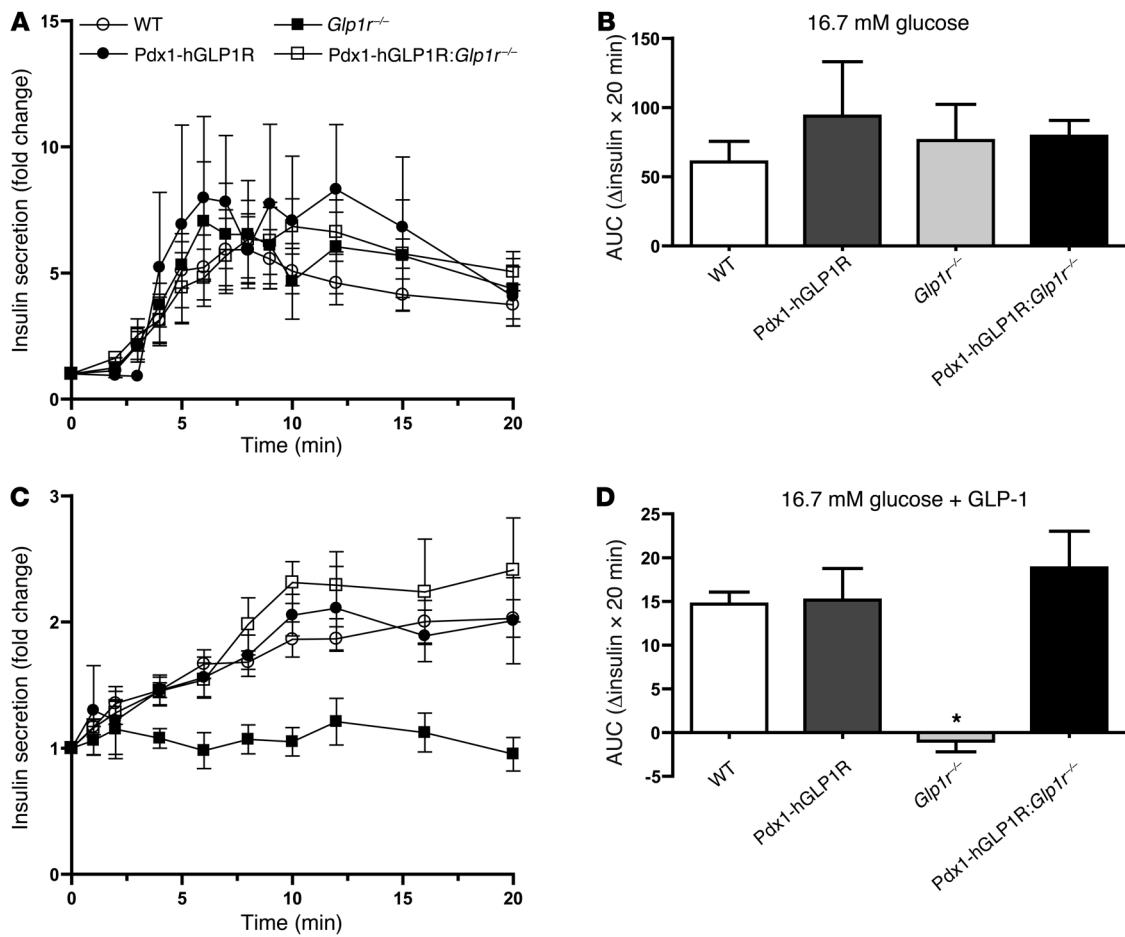 A
WT
Glp1r–/–
Pdx1-hGLP1R
Pdx1-hGLP1R:Glp1r–/–
Insulin secretion (fold change)
15
10
5
0
0 5 10 15 20
Time (min)
B
16.7 mM glucose
AUC (Δinsulin × 20 min)
150
100
50
0
WT
Pdx1-hGLP1R
Glp1r–/–
Pdx1-hGLP1R:Glp1r–/–
C
Insulin secretion (fold change)
3
2
1
0
0 5 10 15 20
Time (min)
D
16.7 mM glucose + GLP-1
AUC (Δinsulin × 20 min)
25
20
15
10
5
0
-5
*
WT
Pdx1-hGLP1R
Glp1r–/–
Pdx1-hGLP1R:Glp1r–/–